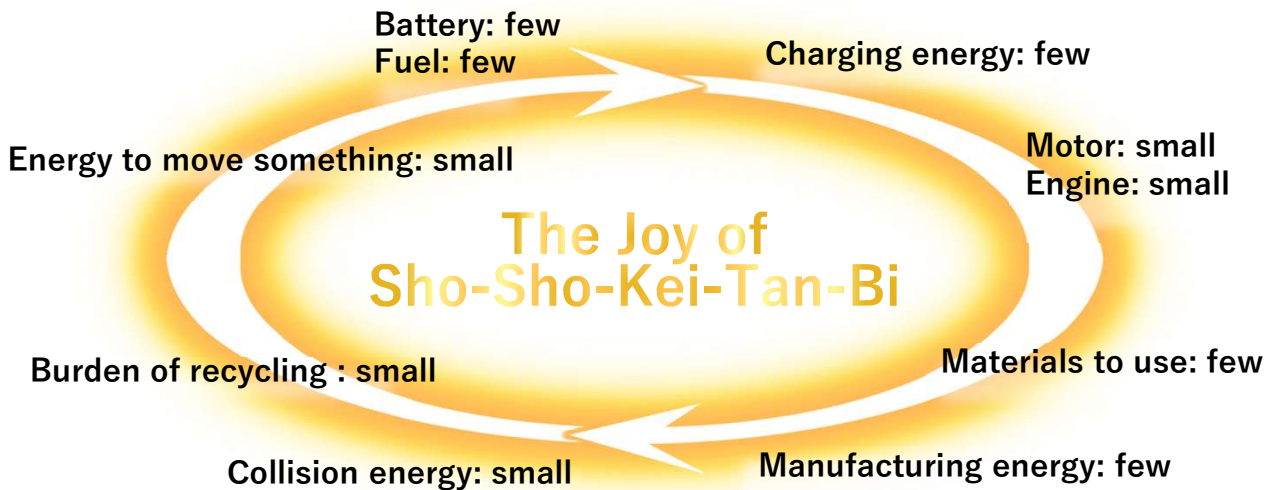 Battery: few
Fuel: few
Charging energy: few
Energy to move something: small
Motor: small
Engine: small
The Joy of
Sho-Sho-Kei-Tan-Bi
Burden of recycling : small
Materials to use: few
Collision energy: small
Manufacturing energy: few